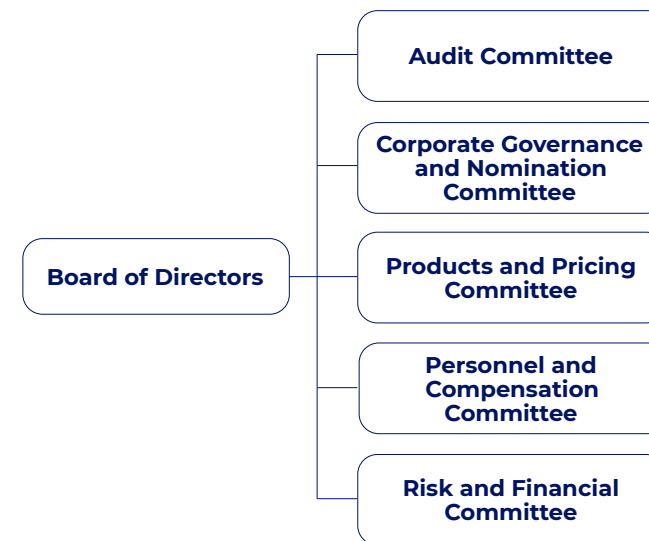 Audit Committee
Corporate Governance
and Nomination
Committee
Board of Directors
Products and Pricing
Committee
Personnel and
Compensation
Committee
Risk and Financial
Committee